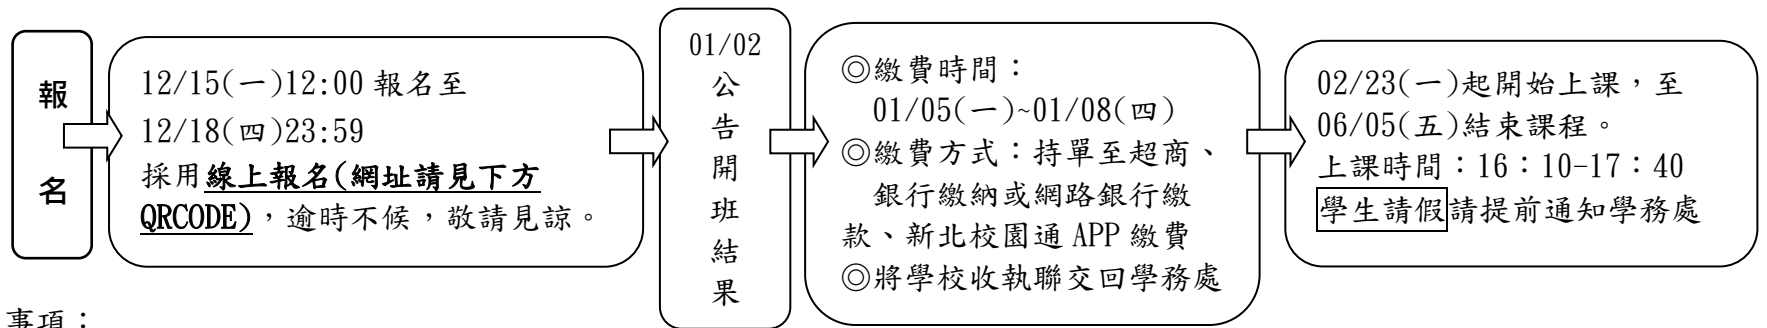 報
名
12/15(一)12:00 報名至
12/18(四)23:59
採用線上報名(網址請見下方
QRCODE)，逾時不候，敬請見諒。
01/02
公
告
開
班
結
果
◎繳費時間：
01/05(一)~01/08(四)
◎繳費方式：持單至超商、
銀行繳納或網路銀行繳
款、新北校園通 APP 繳費
◎將學校收執聯交回學務處
02/23(一)起開始上課，至
06/05(五)結束課程。
上課時間：16：10-17：40
學生請假請提前通知學務處
事項：